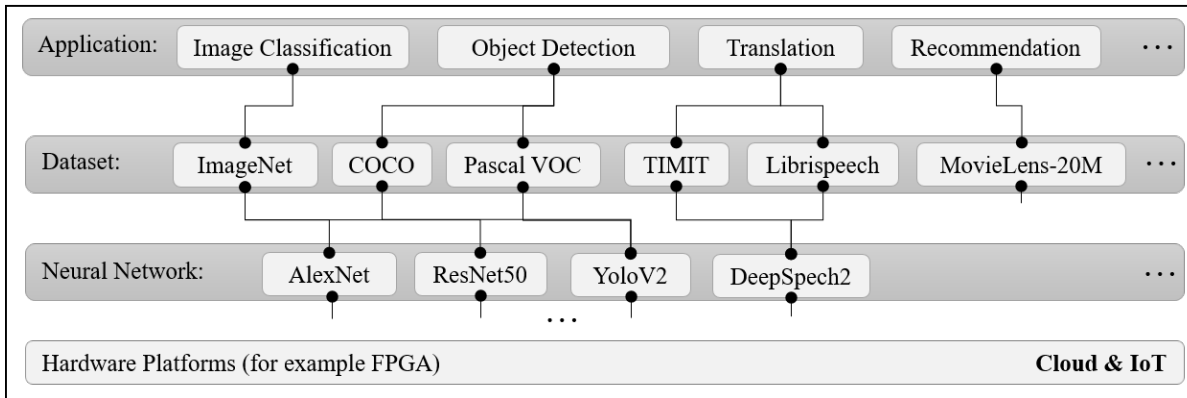 Application: Image Classification Object Detection Translation Recommendation ...
Dataset: ImageNet COCO Pascal VOC TIMIT Librispeech MovieLens-20M ...
Neural Network: AlexNet ResNet50 YoloV2 DeepSpech2 ...
...
Hardware Platforms (for example FPGA) Cloud & IoT